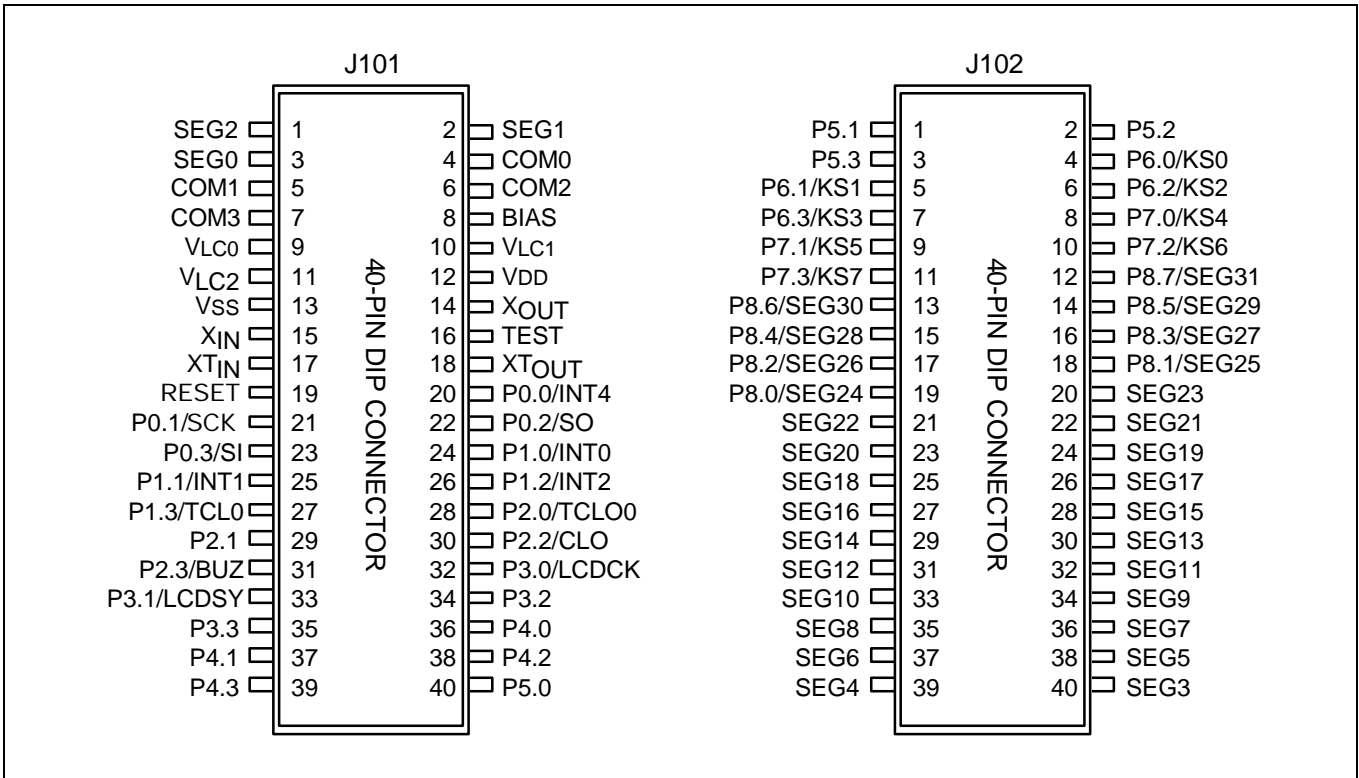 J101 J102
SEG2 1 2 SEG1 P5.1 1 2 P5.2
SEG0 3 4 COM0 P5.3 3 4 P6.0/KS0
COM1 5 6 COM2 P6.1/KS1 5 6 P6.2/KS2
COM3 7 8 BIAS P6.3/KS3 7 8 P7.0/KS4
VLC0 9 10 VLC1 P7.1/KS5 9 10 P7.2/KS6
VLC2 11 12 VDD P7.3/KS7 11 12 P8.7/SEG31
VSS 13 14 XOUT P8.6/SEG30 13 14 P8.5/SEG29
XIN 15 16 TEST P8.4/SEG28 15 16 P8.3/SEG27
XTIN 17 18 XTOUT P8.2/SEG26 17 18 P8.1/SEG25
RESET 19 20 P0.0/INT4 P8.0/SEG24 19 20 SEG23
P0.1/SCK 21 22 P0.2/SO SEG22 21 22 SEG21
P0.3/SI 23 24 P1.0/INT0 SEG20 23 24 SEG19
P1.1/INT1 25 26 P1.2/INT2 SEG18 25 26 SEG17
P1.3/TCL0 27 28 P2.0/TCLO0 SEG16 27 28 SEG15
P2.1 29 30 P2.2/CLO SEG14 29 30 SEG13
P2.3/BUZ 31 32 P3.0/LCDCK SEG12 31 32 SEG11
P3.1/LCDSY 33 34 P3.2 SEG10 33 34 SEG9
P3.3 35 36 P4.0 SEG8 35 36 SEG7
P4.1 37 38 P4.2 SEG6 37 38 SEG5
P4.3 39 40 P5.0 SEG4 39 40 SEG3
40-PIN DIP CONNECTOR
40-PIN DIP CONNECTOR